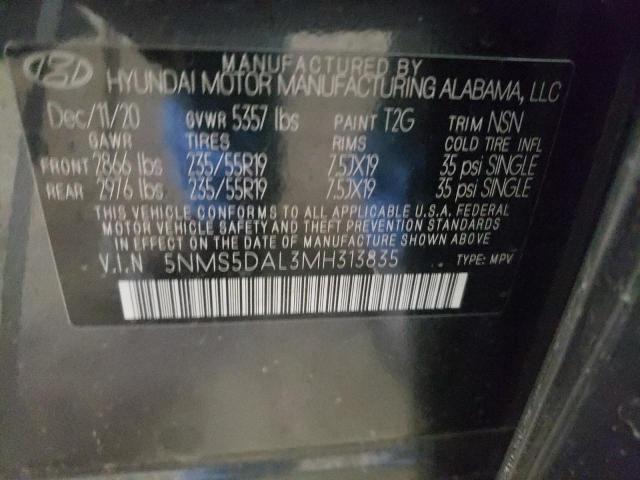 MANUFACTURED BY
HYUNDAI MOTOR MANUFACTURING ALABAMA, LLC
Dec/11/20 GVWR 5357 lbs PAINT T2G TRIM NSN
GAWR TIRES RIMS COLD TIRE INFL
FRONT 2866 lbs 235/55R19 7.5JX19 35 psi SINGLE
REAR 2976 lbs 235/55R19 7.5JX19 35 psi SINGLE
THIS VEHICLE CONFORMS TO ALL APPLICABLE U.S.A. FEDERAL
MOTOR VEHICLE SAFETY AND THEFT PREVENTION STANDARDS
IN EFFECT ON THE DATE OF MANUFACTURE SHOWN ABOVE.
V.I.N 5NMS5DAL3MH313835 TYPE: MPV